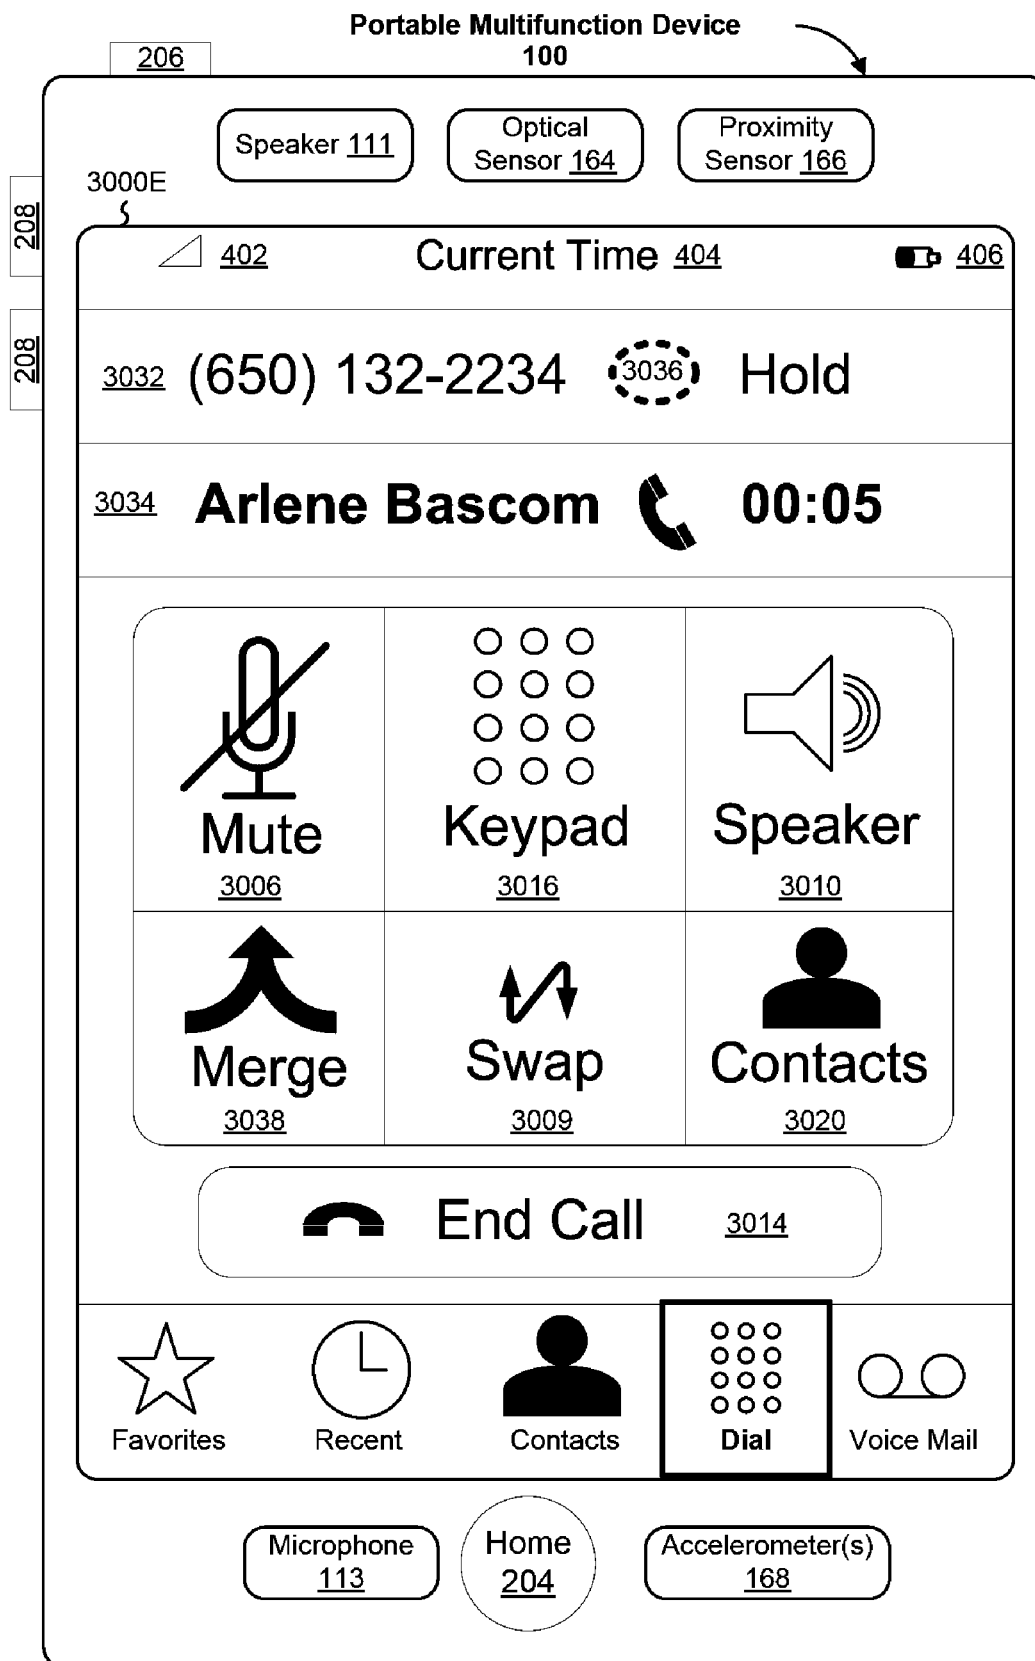 Portable Multifunction Device
100
206
Speaker 111
Optical
Sensor 164
Proximity
Sensor 166
3000E
208
208
402
Current Time 404
406
3032 (650) 132-2234 3036 Hold
3034 Arlene Bascom 00:05
Mute
3006
Keypad
3016
Speaker
3010
Merge
3038
Swap
3009
Contacts
3020
End Call 3014
Favorites
Recent
Contacts
Dial
Voice Mail
Microphone
113
Home
204
Accelerometer(s)
168